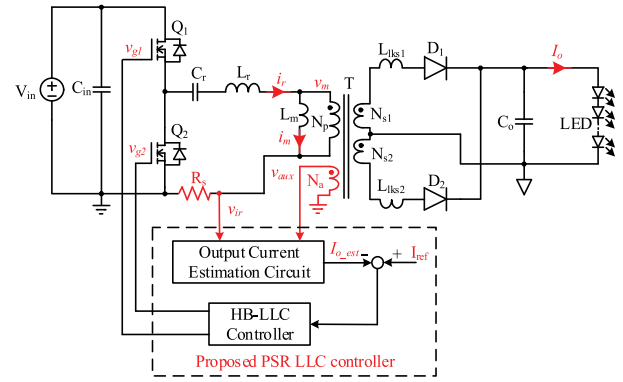 Q1
vg1
Vin
Cin
Cr
Lr
ir
vm
T
Llks1
D1
Io
Lm
Np
Ns1
im
Q2
vg2
Co
LED
Ns2
Rs
vaux
Na
Llks2
D2
vir
Output Current
Estimation Circuit
Io_est
-
+
Iref
HB-LLC
Controller
Proposed PSR LLC controller